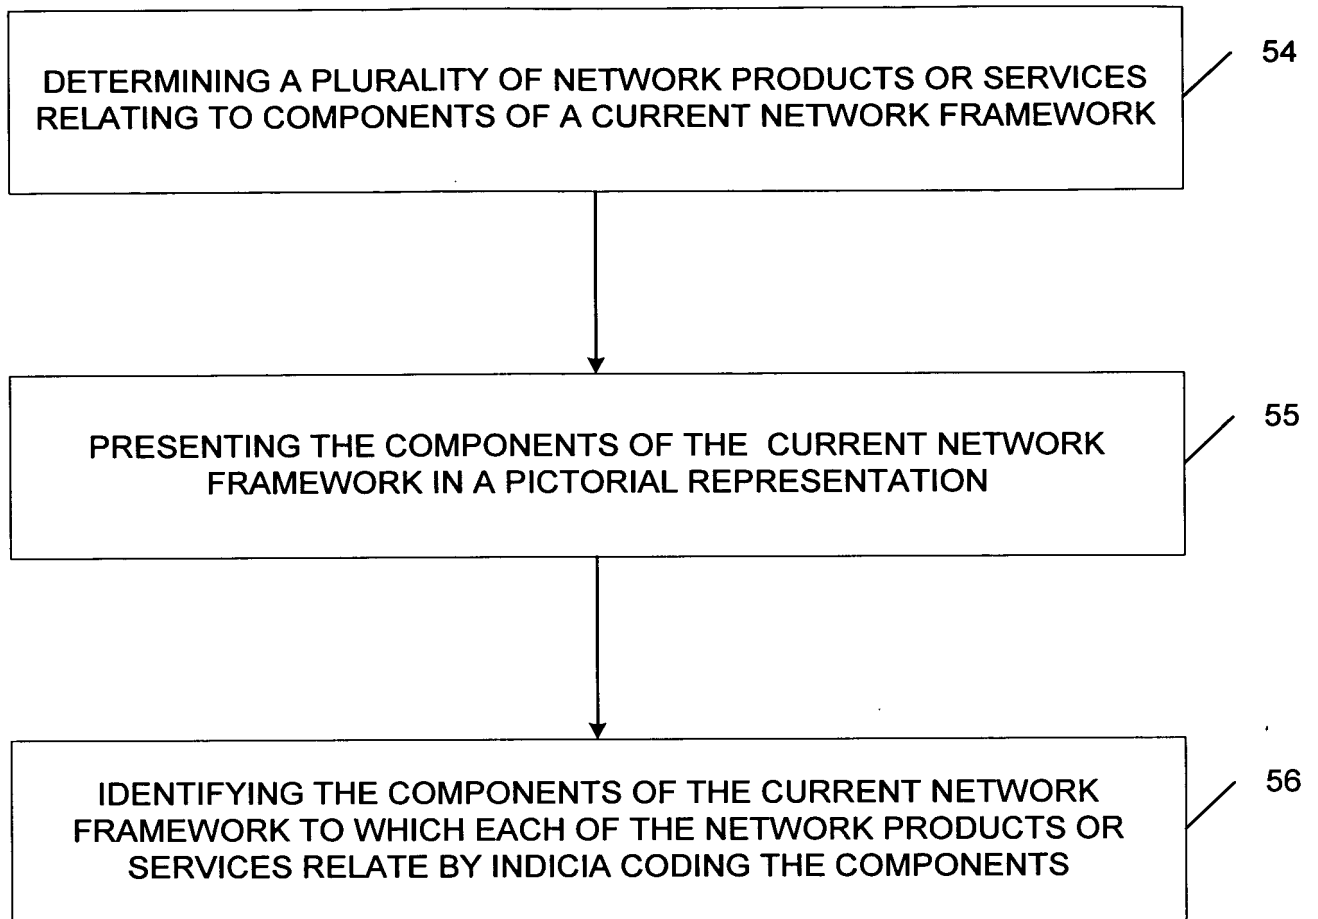 DETERMINING A PLURALITY OF NETWORK PRODUCTS OR SERVICES
RELATING TO COMPONENTS OF A CURRENT NETWORK FRAMEWORK
54
PRESENTING THE COMPONENTS OF THE CURRENT NETWORK
FRAMEWORK IN A PICTORIAL REPRESENTATION
55
IDENTIFYING THE COMPONENTS OF THE CURRENT NETWORK
FRAMEWORK TO WHICH EACH OF THE NETWORK PRODUCTS OR
SERVICES RELATE BY INDICIA CODING THE COMPONENTS
56